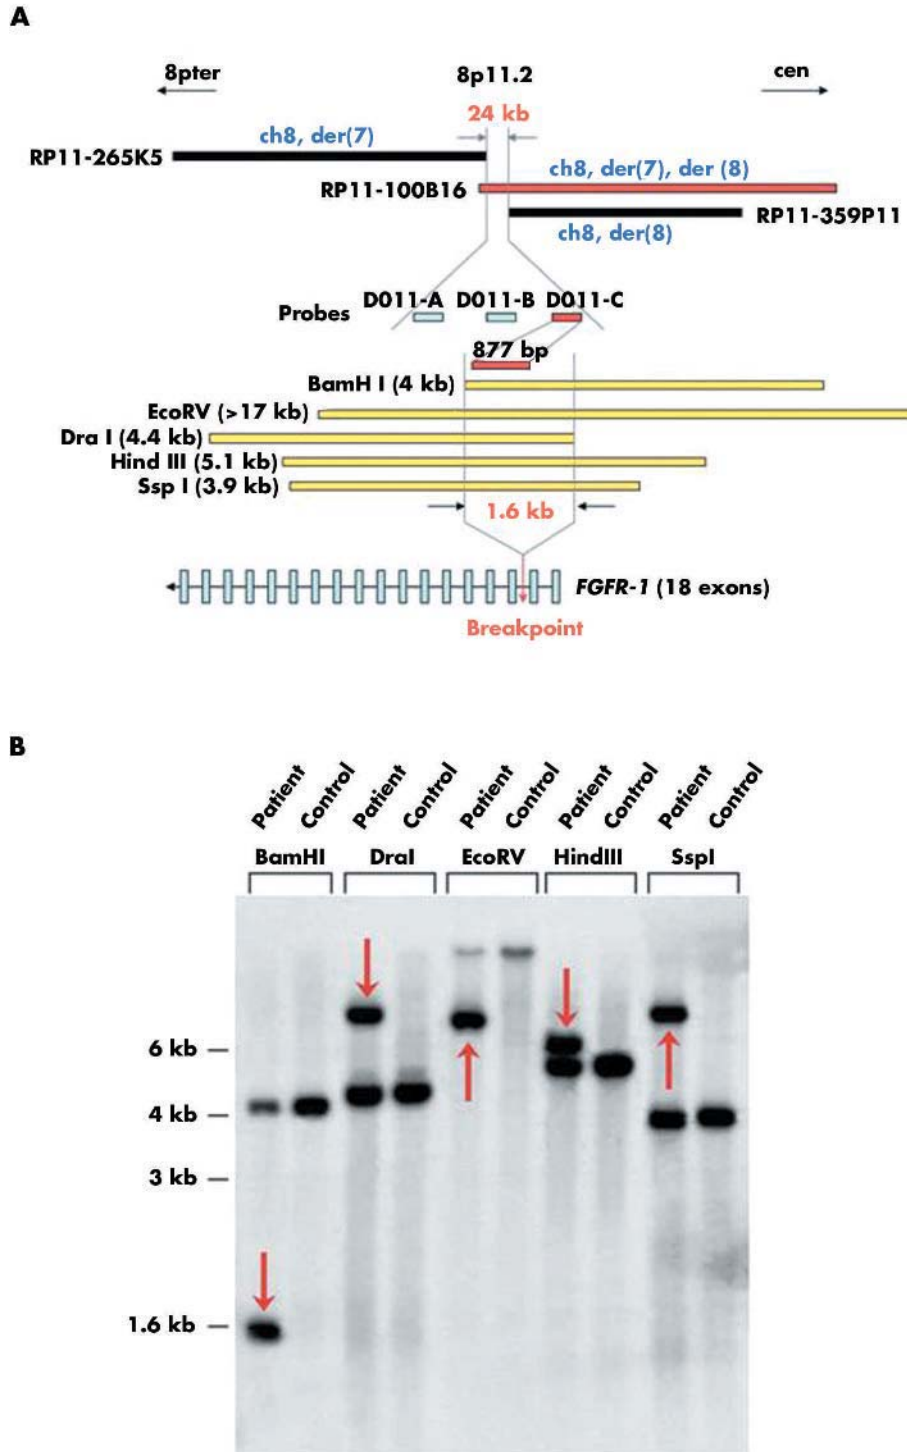 A
8pter 8p11.2 cen
24 kb
ch8, der(7)
RP11-265K5
ch8, der(7), der (8)
RP11-100B16
RP11-359P11
ch8, der(8)
D011-A D011-B D011-C
Probes
877 bp
BamH I (4 kb)
EcoRV (>17 kb)
Dra I (4.4 kb)
Hind III (5.1 kb)
Ssp I (3.9 kb)
1.6 kb
FGFR-1 (18 exons)
Breakpoint
B
Patient Control Patient Control Patient Control Patient Control Patient Control
BamHI DraI EcoRV HindIII SspI
6 kb
4 kb
3 kb
1.6 kb